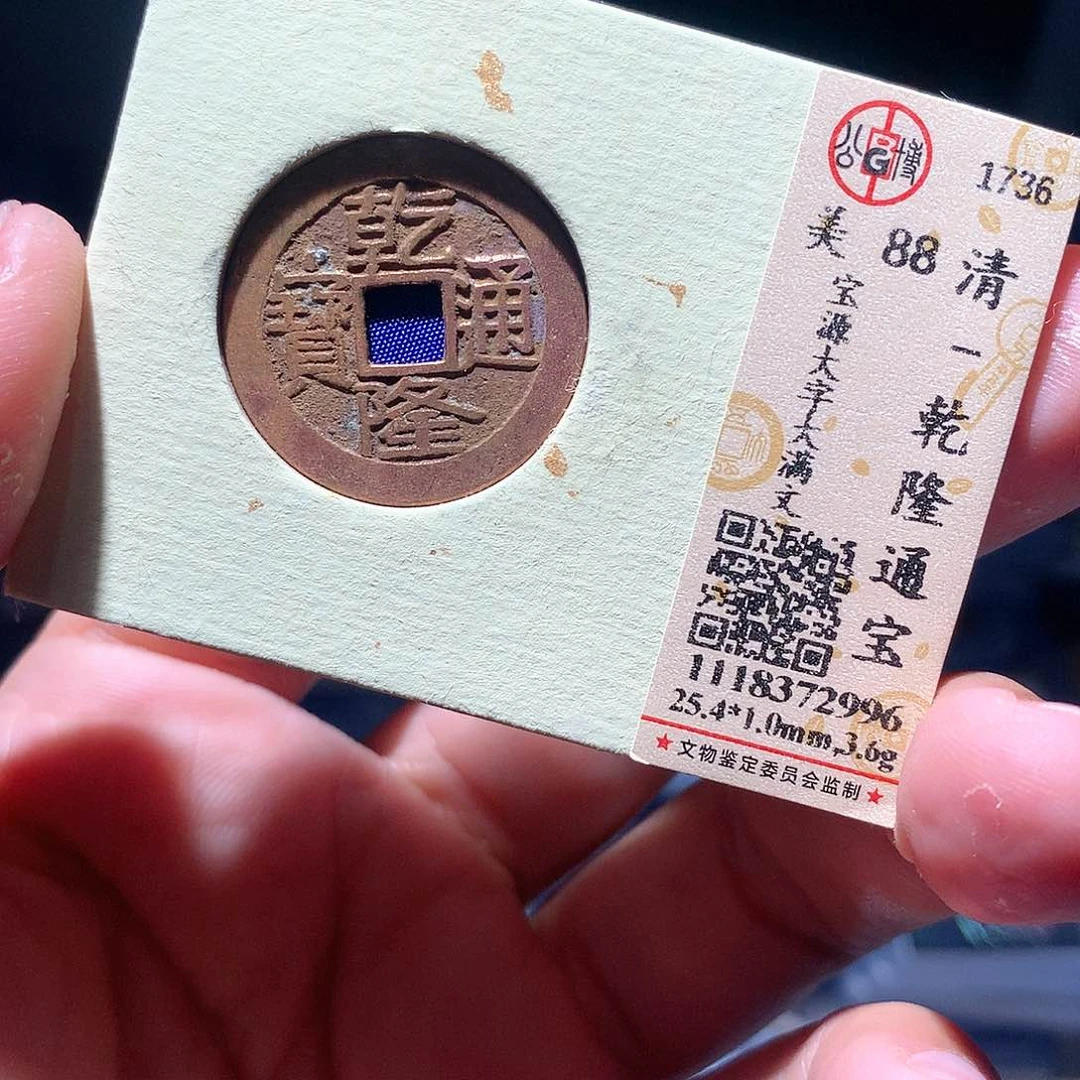 乾隆通寶
公博
G
1736
美 88
清一乾隆通宝
宝源大字大满文
1118372996
25.4*1.0mm,3.6g
★文物鉴定委员会监制★